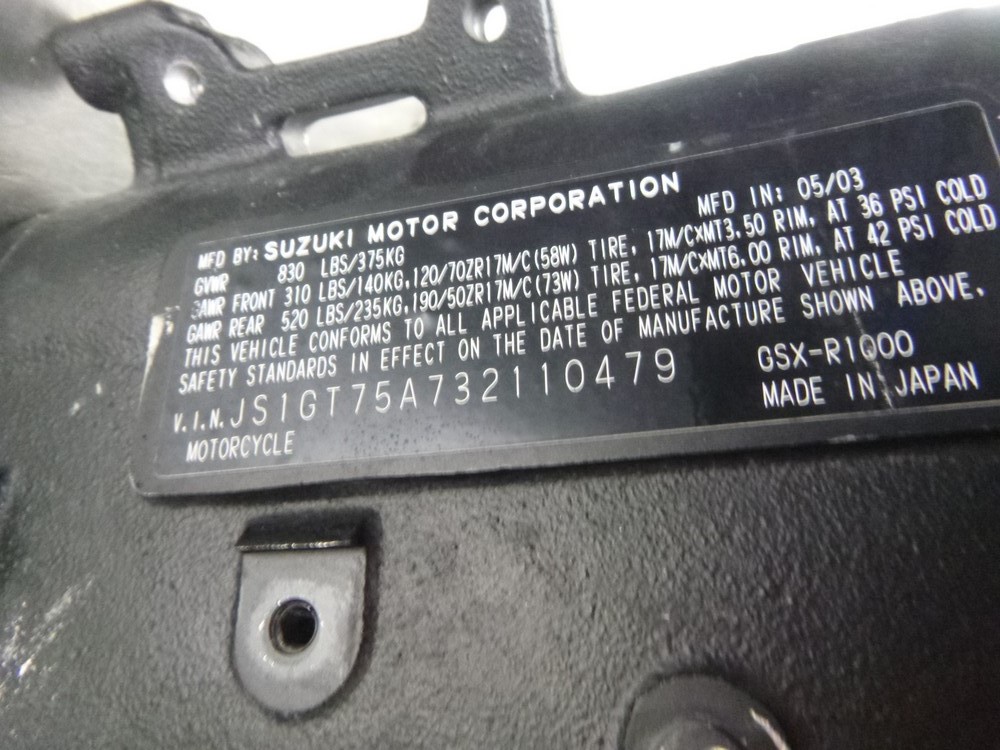 MFD BY: SUZUKI MOTOR CORPORATION MFD IN: 05/03
GVWR 830 LBS/375KG
GAWR FRONT 310 LBS/140KG,120/70ZR17M/C(58W) TIRE, 17M/CXMT3.50 RIM, AT 36 PSI COLD
GAWR REAR 520 LBS/235KG,190/50ZR17M/C(73W) TIRE, 17M/CXMT6.00 RIM, AT 42 PSI COLD
THIS VEHICLE CONFORMS TO ALL APPLICABLE FEDERAL MOTOR VEHICLE
SAFETY STANDARDS IN EFFECT ON THE DATE OF MANUFACTURE SHOWN ABOVE.
V.I.N. JS1GT75A732110479 GSX-R1000
MOTORCYCLE MADE IN JAPAN